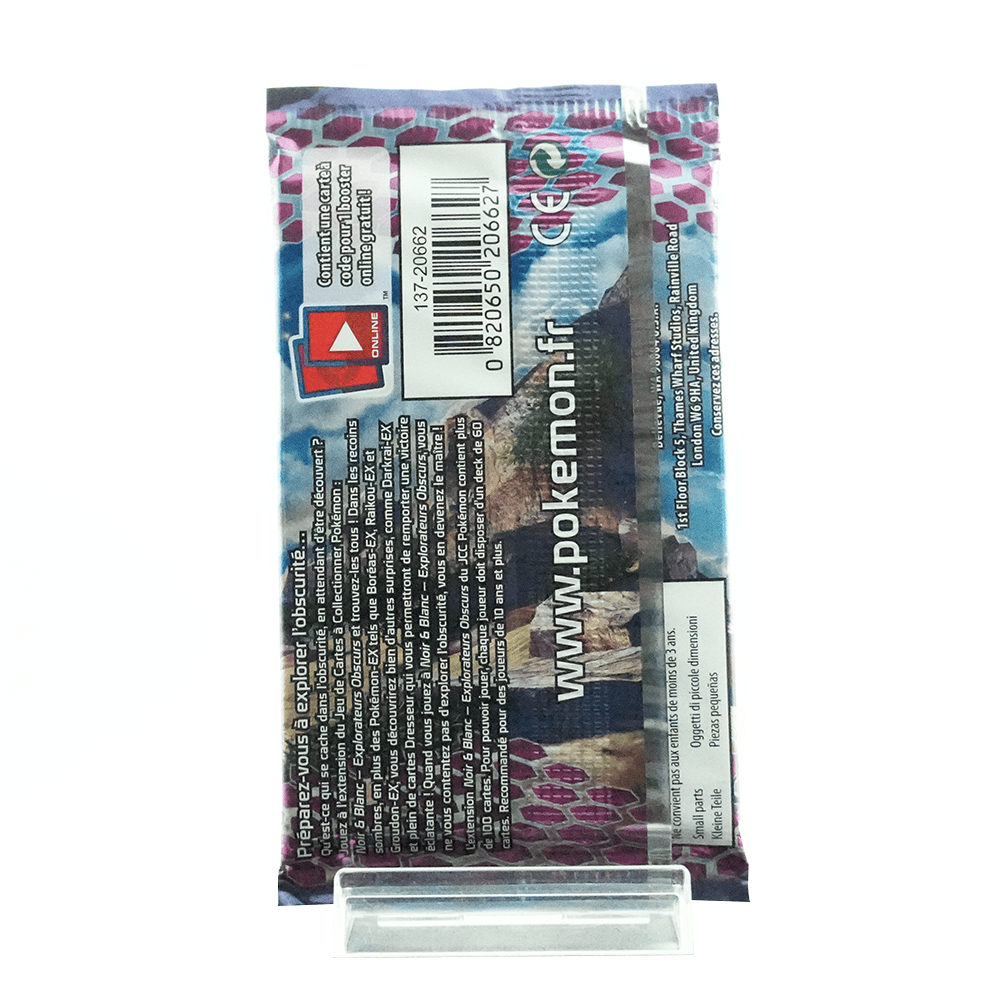 Préparez-vous à explorer l'obscurité...
Qu'est-ce qui se cache dans l'obscurité, en attendant d'être découvert ?
Jouez à l'extension du Jeu de Cartes à Collectionner Pokémon :
Noir & Blanc – Explorateurs Obscurs et trouvez-les tous ! Dans les recoins
sombres, en plus des Pokémon-EX tels que Boréas-EX, Raikou-EX et
Groudon-EX, vous découvrirez bien d'autres surprises, comme Darkrai-EX
et plein de cartes Dresseur qui vous permettront de remporter une victoire
éclatante ! Quand vous jouez à Noir & Blanc – Explorateurs Obscurs, vous
ne vous contentez pas d'explorer l'obscurité, vous en devenez le maître !
L'extension Noir & Blanc – Explorateurs Obscurs du JCC Pokémon contient plus
de 100 cartes. Pour pouvoir jouer, chaque joueur doit disposer d'un deck de 60
cartes. Recommandé pour des joueurs de 10 ans et plus.
ONLINE
TM
Contient une carte à
code pour 1 booster
online gratuit !
137-20662
0 820650 206627
www.pokemon.fr
CE
1st Floor Block 5, Thames Wharf Studios, Rainville Road
London W6 9HA, United Kingdom
Conservez ces adresses.
ne convient pas aux enfants de moins de 3 ans.
Small parts Oggetti di piccole dimensioni
Kleine Teile Piezas pequeñas